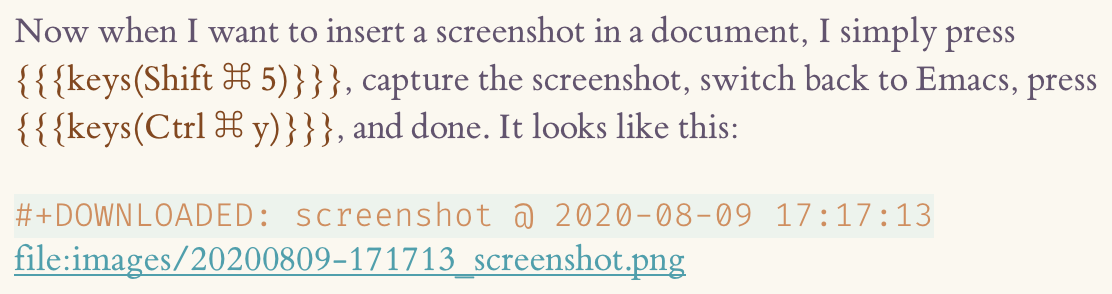 Now when I want to insert a screenshot in a document, I simply press
{{{keys(Shift ⌘ 5)}}}, capture the screenshot, switch back to Emacs, press
{{{keys(Ctrl ⌘ y)}}}, and done. It looks like this:
#+DOWNLOADED: screenshot @ 2020-08-09 17:17:13
file:images/20200809-171713_screenshot.png